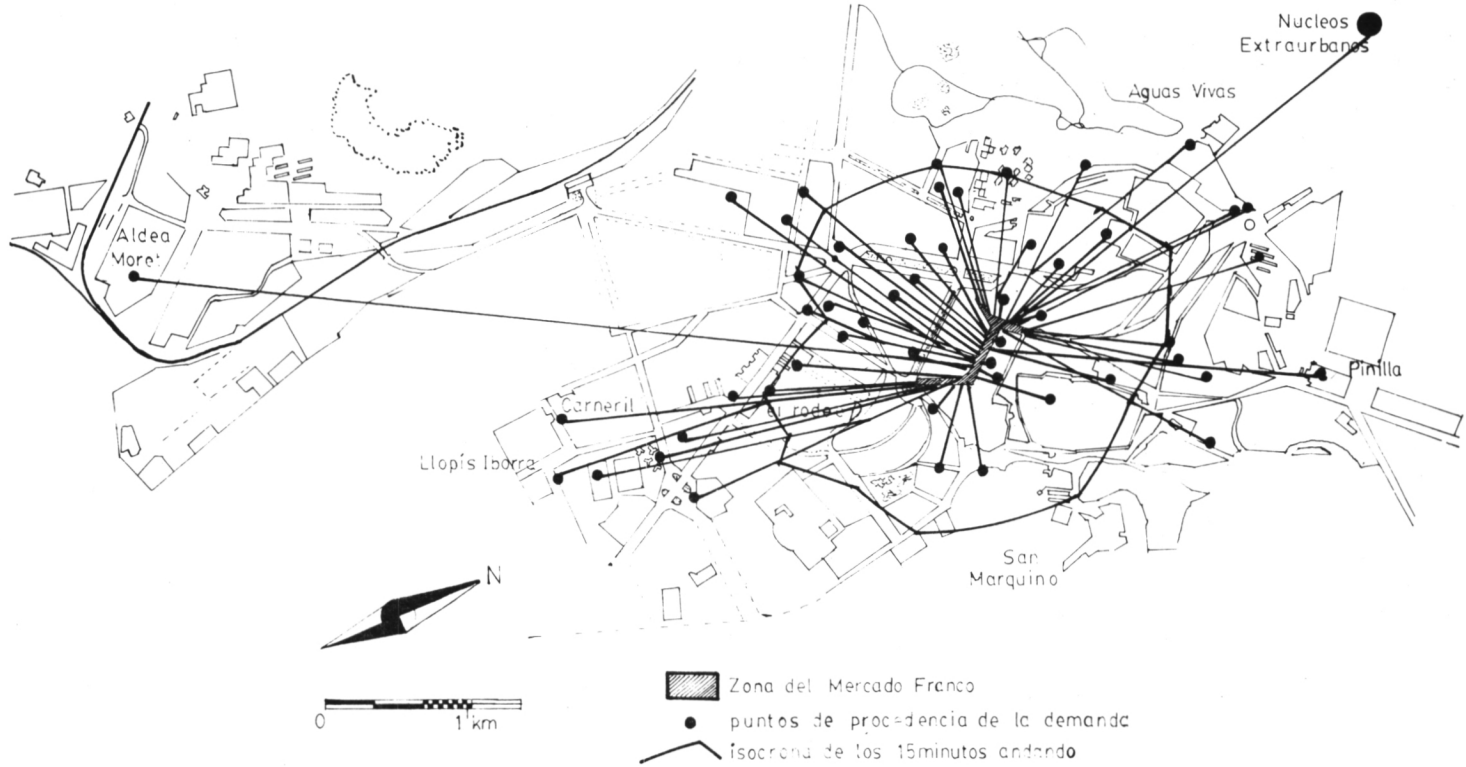 Nucleos
Extraurbanos
Aguas Vivas
Aldea
Moret
Pinilla
Carneril
el rodeo
Llopis Iborra
San
Marquino
N
0 1 km
Zona del Mercado Franco
puntos de procedencia de la demanda
isocrona de los 15minutos andando